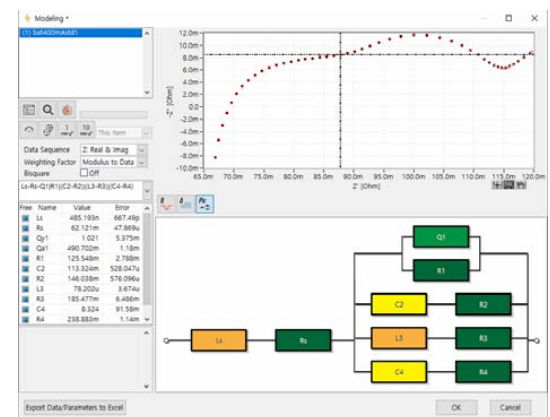 Modeling *
(1) bat400mAstd1
This Item
Data Sequence Z: Real & Imag
Weighting Factor Modulus to Data
Bisquare Off
Ls-Rs-Q1|R1|(C2-R2)|(L3-R3)|(C4-R4)
Free Name Value Error
Ls 485.193n 667.49p
Rs 62.121m 47.869u
Qy1 1.021 5.375m
Qa1 490.702m 1.18m
R1 125.548m 2.788m
C2 113.324m 528.047u
R2 146.038m 576.096u
L3 78.202u 3.674u
R3 185.477m 6.486m
C4 8.324 91.58m
R4 238.883m 1.14m
Export Data/Parameters to Excel
12.0m
10.0m
8.0m
6.0m
4.0m
2.0m
0.0
-2.0m
-4.0m
-6.0m
-8.0m
-10.0m
-Z'' [Ohm]
65.0m 70.0m 75.0m 80.0m 85.0m 90.0m 95.0m 100.0m 105.0m 110.0m 115.0m 120.0m
Z' [Ohm]
Q1
R1
C2 R2
Ls Rs L3 R3
C4 R4
OK Cancel